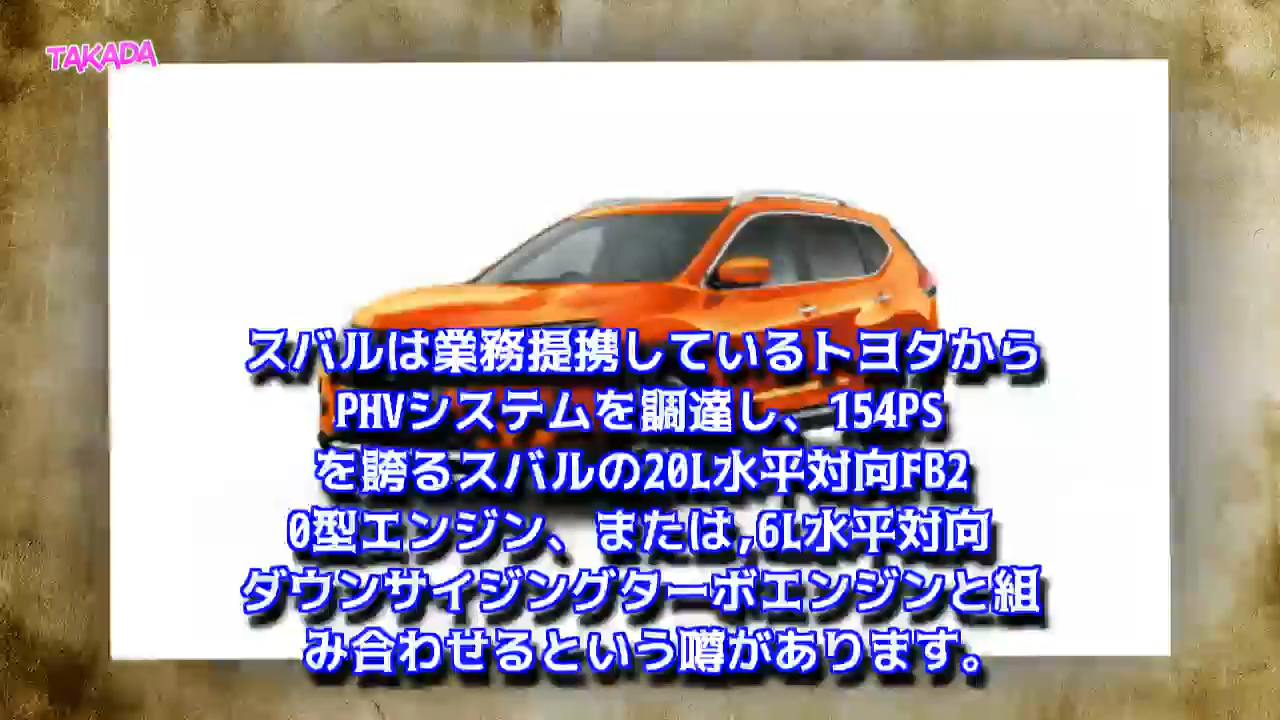 TAKADA
スバルは業務提携しているトヨタから
PHVシステムを調達し、154PS
を誇るスバルの20L水平対向FB2
0型エンジン、または,6L水平対向
ダウンサイジングターボエンジンと組
み合わせるという噂があります。